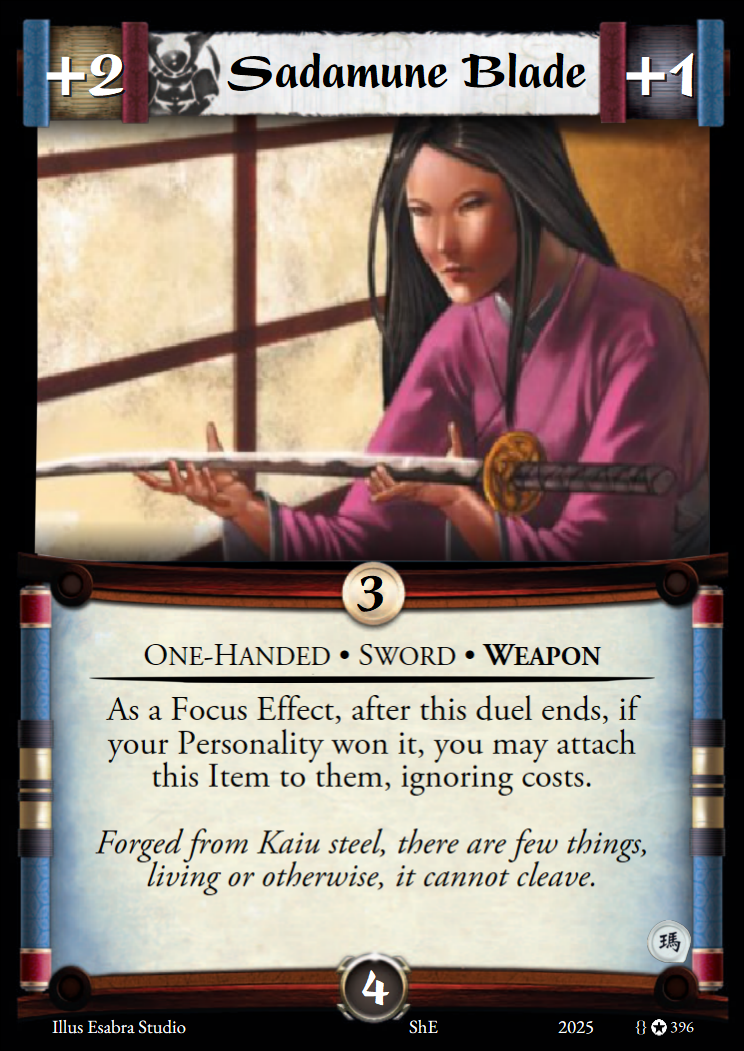 +2 Sadamune Blade +1
3
One-Handed • Sword • Weapon
As a Focus Effect, after this duel ends, if
your Personality won it, you may attach
this Item to them, ignoring costs.
Forged from Kaiu steel, there are few things,
living or otherwise, it cannot cleave.
瑪
4
Illus Esabra Studio ShE 2025 {} ✪ 396